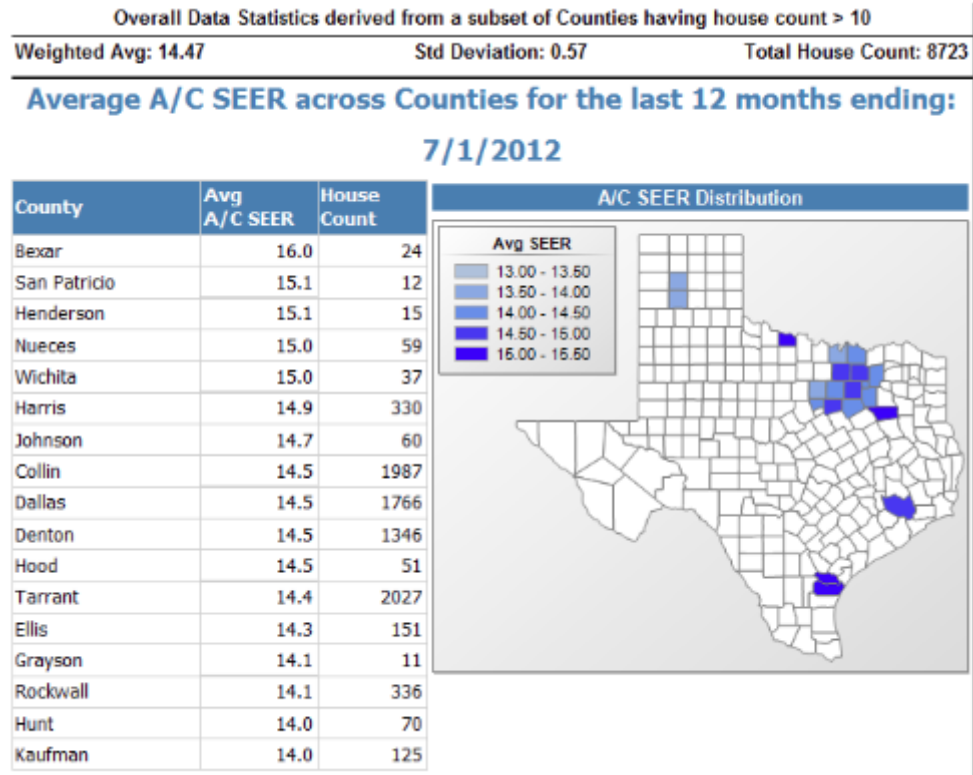 Overall Data Statistics derived from a subset of Counties having house count > 10
Weighted Avg: 14.47 Std Deviation: 0.57 Total House Count: 8723
Average A/C SEER across Counties for the last 12 months ending:
7/1/2012
County Avg A/C SEER House Count
Bexar 16.0 24
San Patricio 15.1 12
Henderson 15.1 15
Nueces 15.0 59
Wichita 15.0 37
Harris 14.9 330
Johnson 14.7 60
Collin 14.5 1987
Dallas 14.5 1766
Denton 14.5 1346
Hood 14.5 51
Tarrant 14.4 2027
Ellis 14.3 151
Grayson 14.1 11
Rockwall 14.1 336
Hunt 14.0 70
Kaufman 14.0 125
A/C SEER Distribution
Avg SEER
13.00 - 13.50
13.50 - 14.00
14.00 - 14.50
14.50 - 15.00
15.00 - 15.50